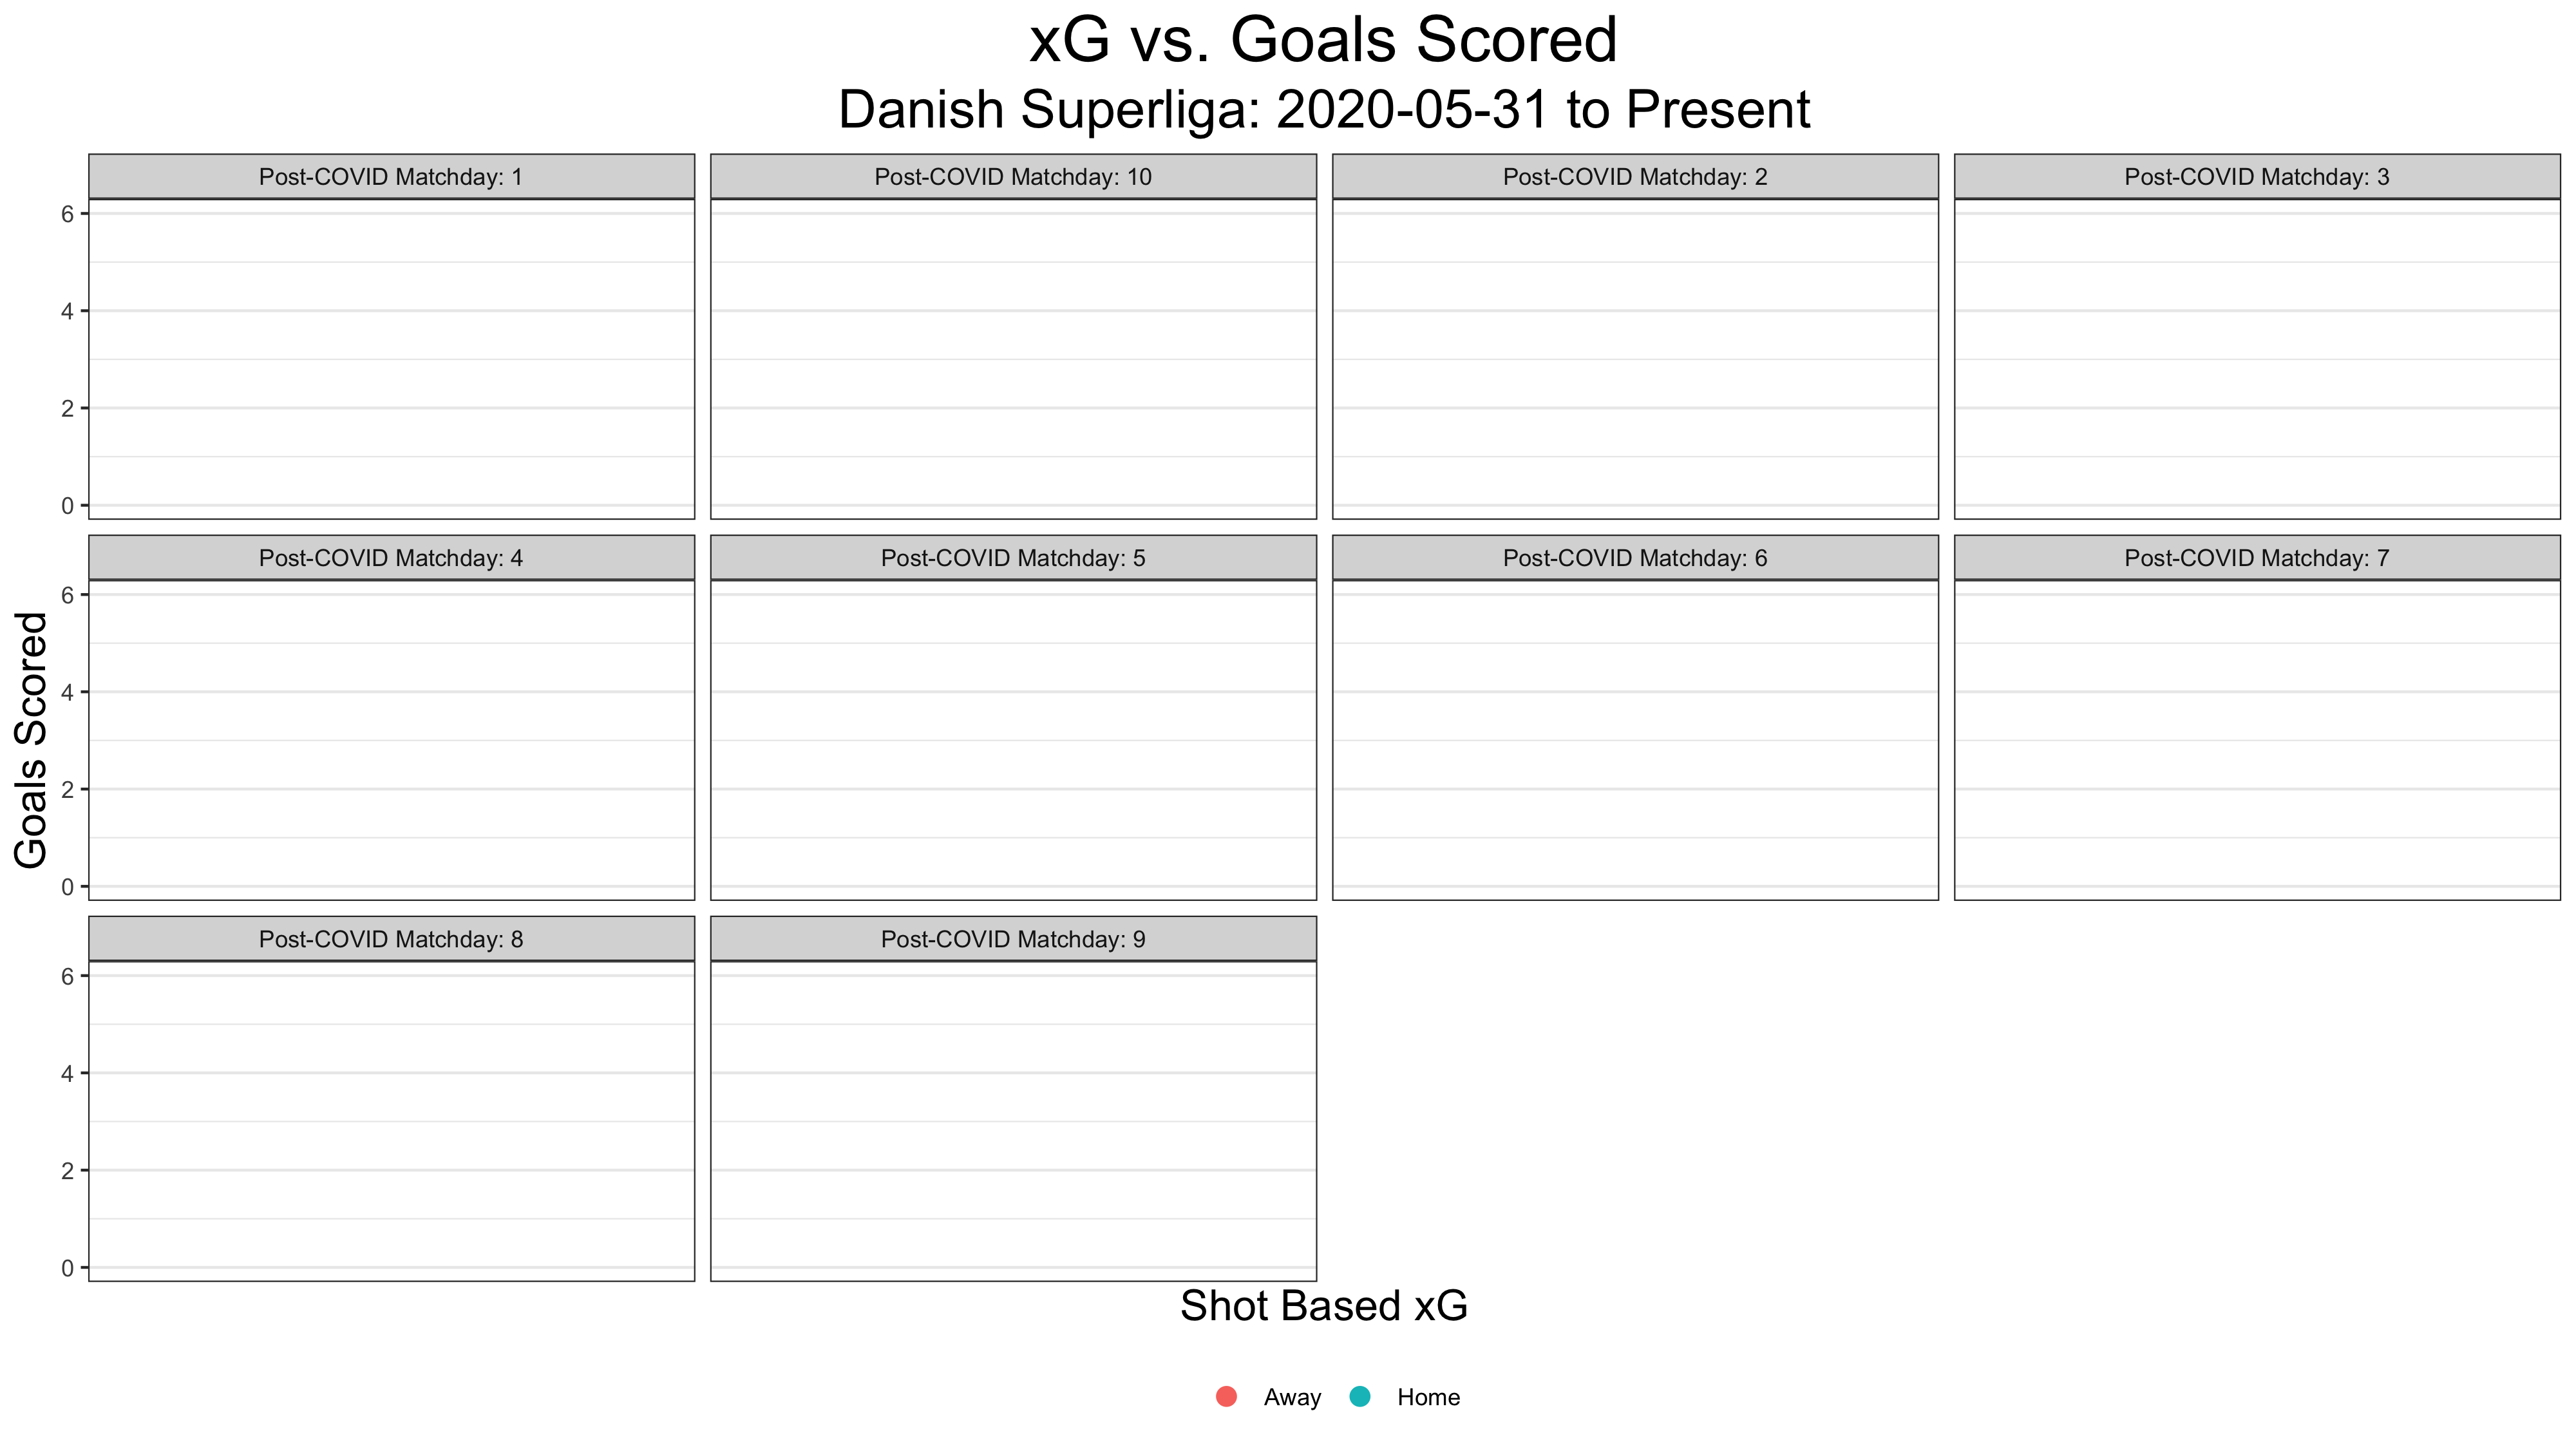 xG vs. Goals Scored
Danish Superliga: 2020-05-31 to Present
Post-COVID Matchday: 1
Post-COVID Matchday: 10
Post-COVID Matchday: 2
Post-COVID Matchday: 3
6
4
2
0
Post-COVID Matchday: 4
Post-COVID Matchday: 5
Post-COVID Matchday: 6
Post-COVID Matchday: 7
6
4
2
0
Goals Scored
Post-COVID Matchday: 8
Post-COVID Matchday: 9
6
4
2
0
Shot Based xG
Away
Home